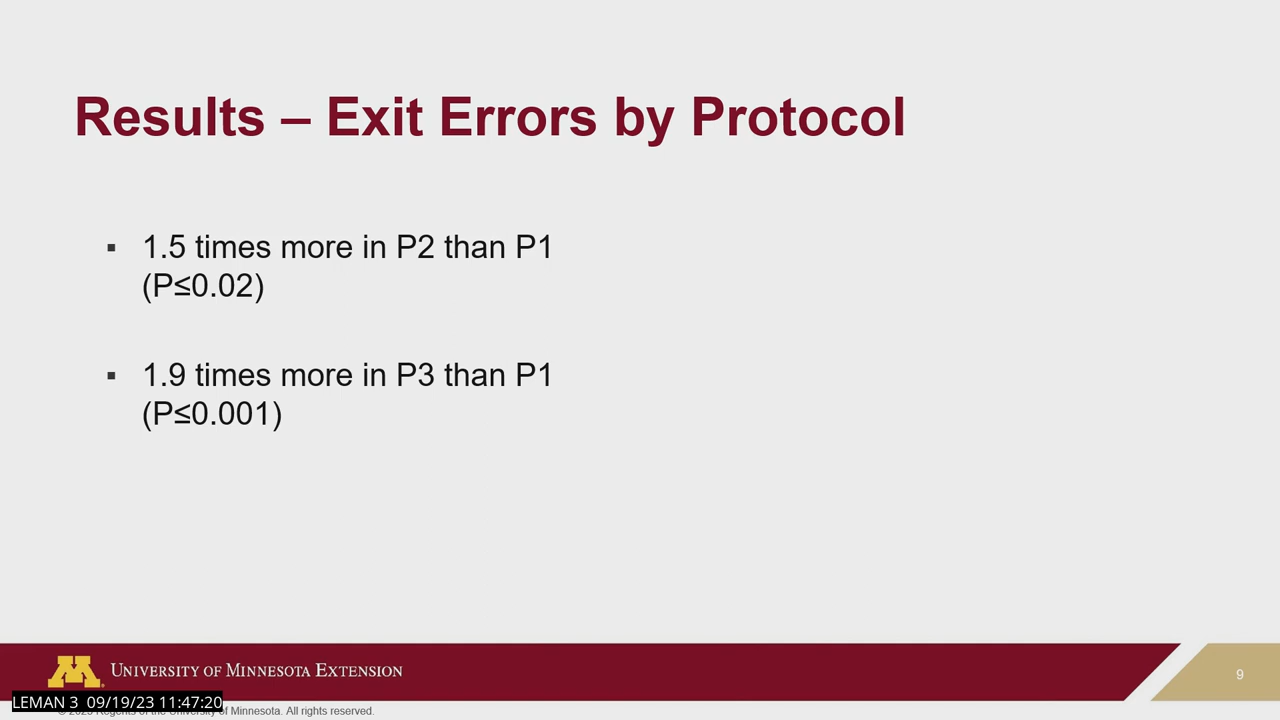 Results – Exit Errors by Protocol
▪ 1.5 times more in P2 than P1
(P≤0.02)
▪ 1.9 times more in P3 than P1
(P≤0.001)
UNIVERSITY OF MINNESOTA EXTENSION
9
LEMAN 3 09/19/23 11:47:20
of Minnesota. All rights reserved.